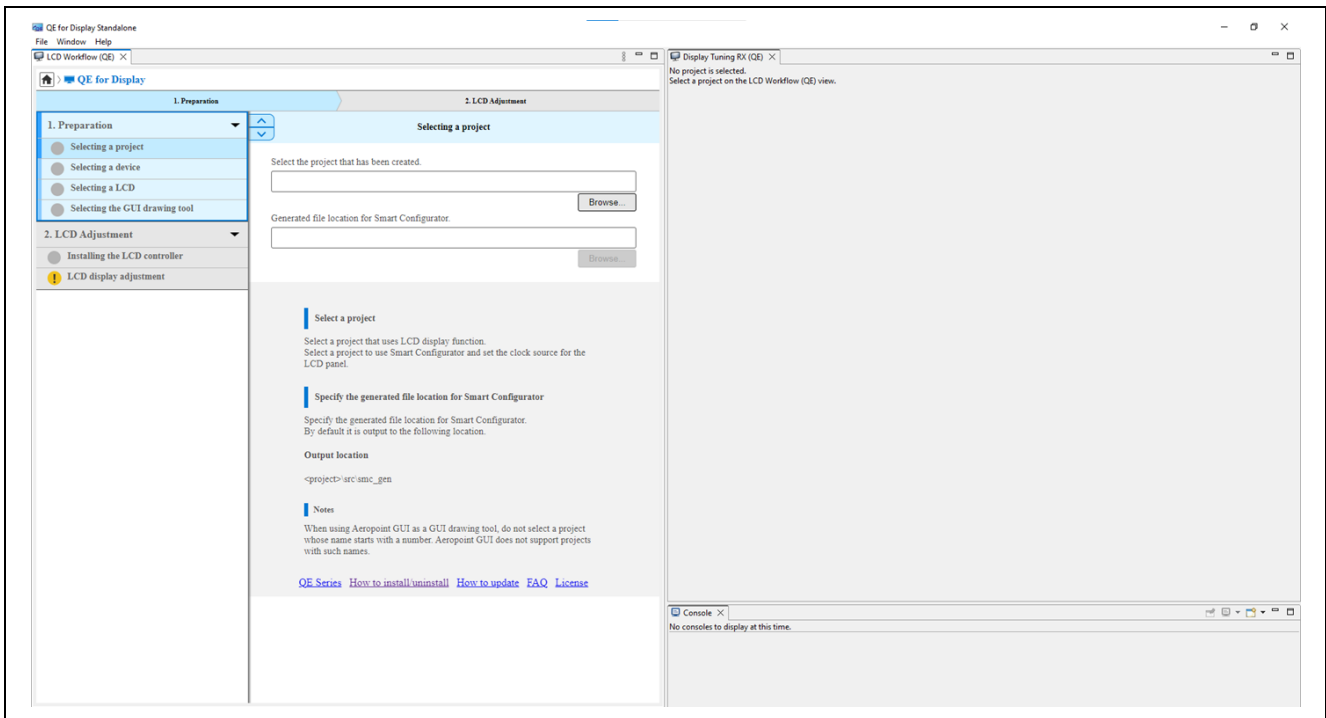 QE for Display Standalone
File Window Help
LCD Workflow (QE)
QE for Display
1. Preparation
2. LCD Adjustment
1. Preparation
Selecting a project
Selecting a device
Selecting a LCD
Selecting the GUI drawing tool
2. LCD Adjustment
Installing the LCD controller
LCD display adjustment
Selecting a project
Select the project that has been created.
Browse...
Generated file location for Smart Configurator.
Browse...
Select a project
Select a project that uses LCD display function.
Select a project to use Smart Configurator and set the clock source for the
LCD panel.
Specify the generated file location for Smart Configurator
Specify the generated file location for Smart Configurator.
By default it is output to the following location.
Output location
<project>\src\smc_gen
Notes
When using Aeropoint GUI as a GUI drawing tool, do not select a project
whose name starts with a number. Aeropoint GUI does not support projects
with such names.
QE Series How to install/uninstall How to update FAQ License
Display Tuning RX (QE)
No project is selected.
Select a project on the LCD Workflow (QE) view.
Console
No consoles to display at this time.